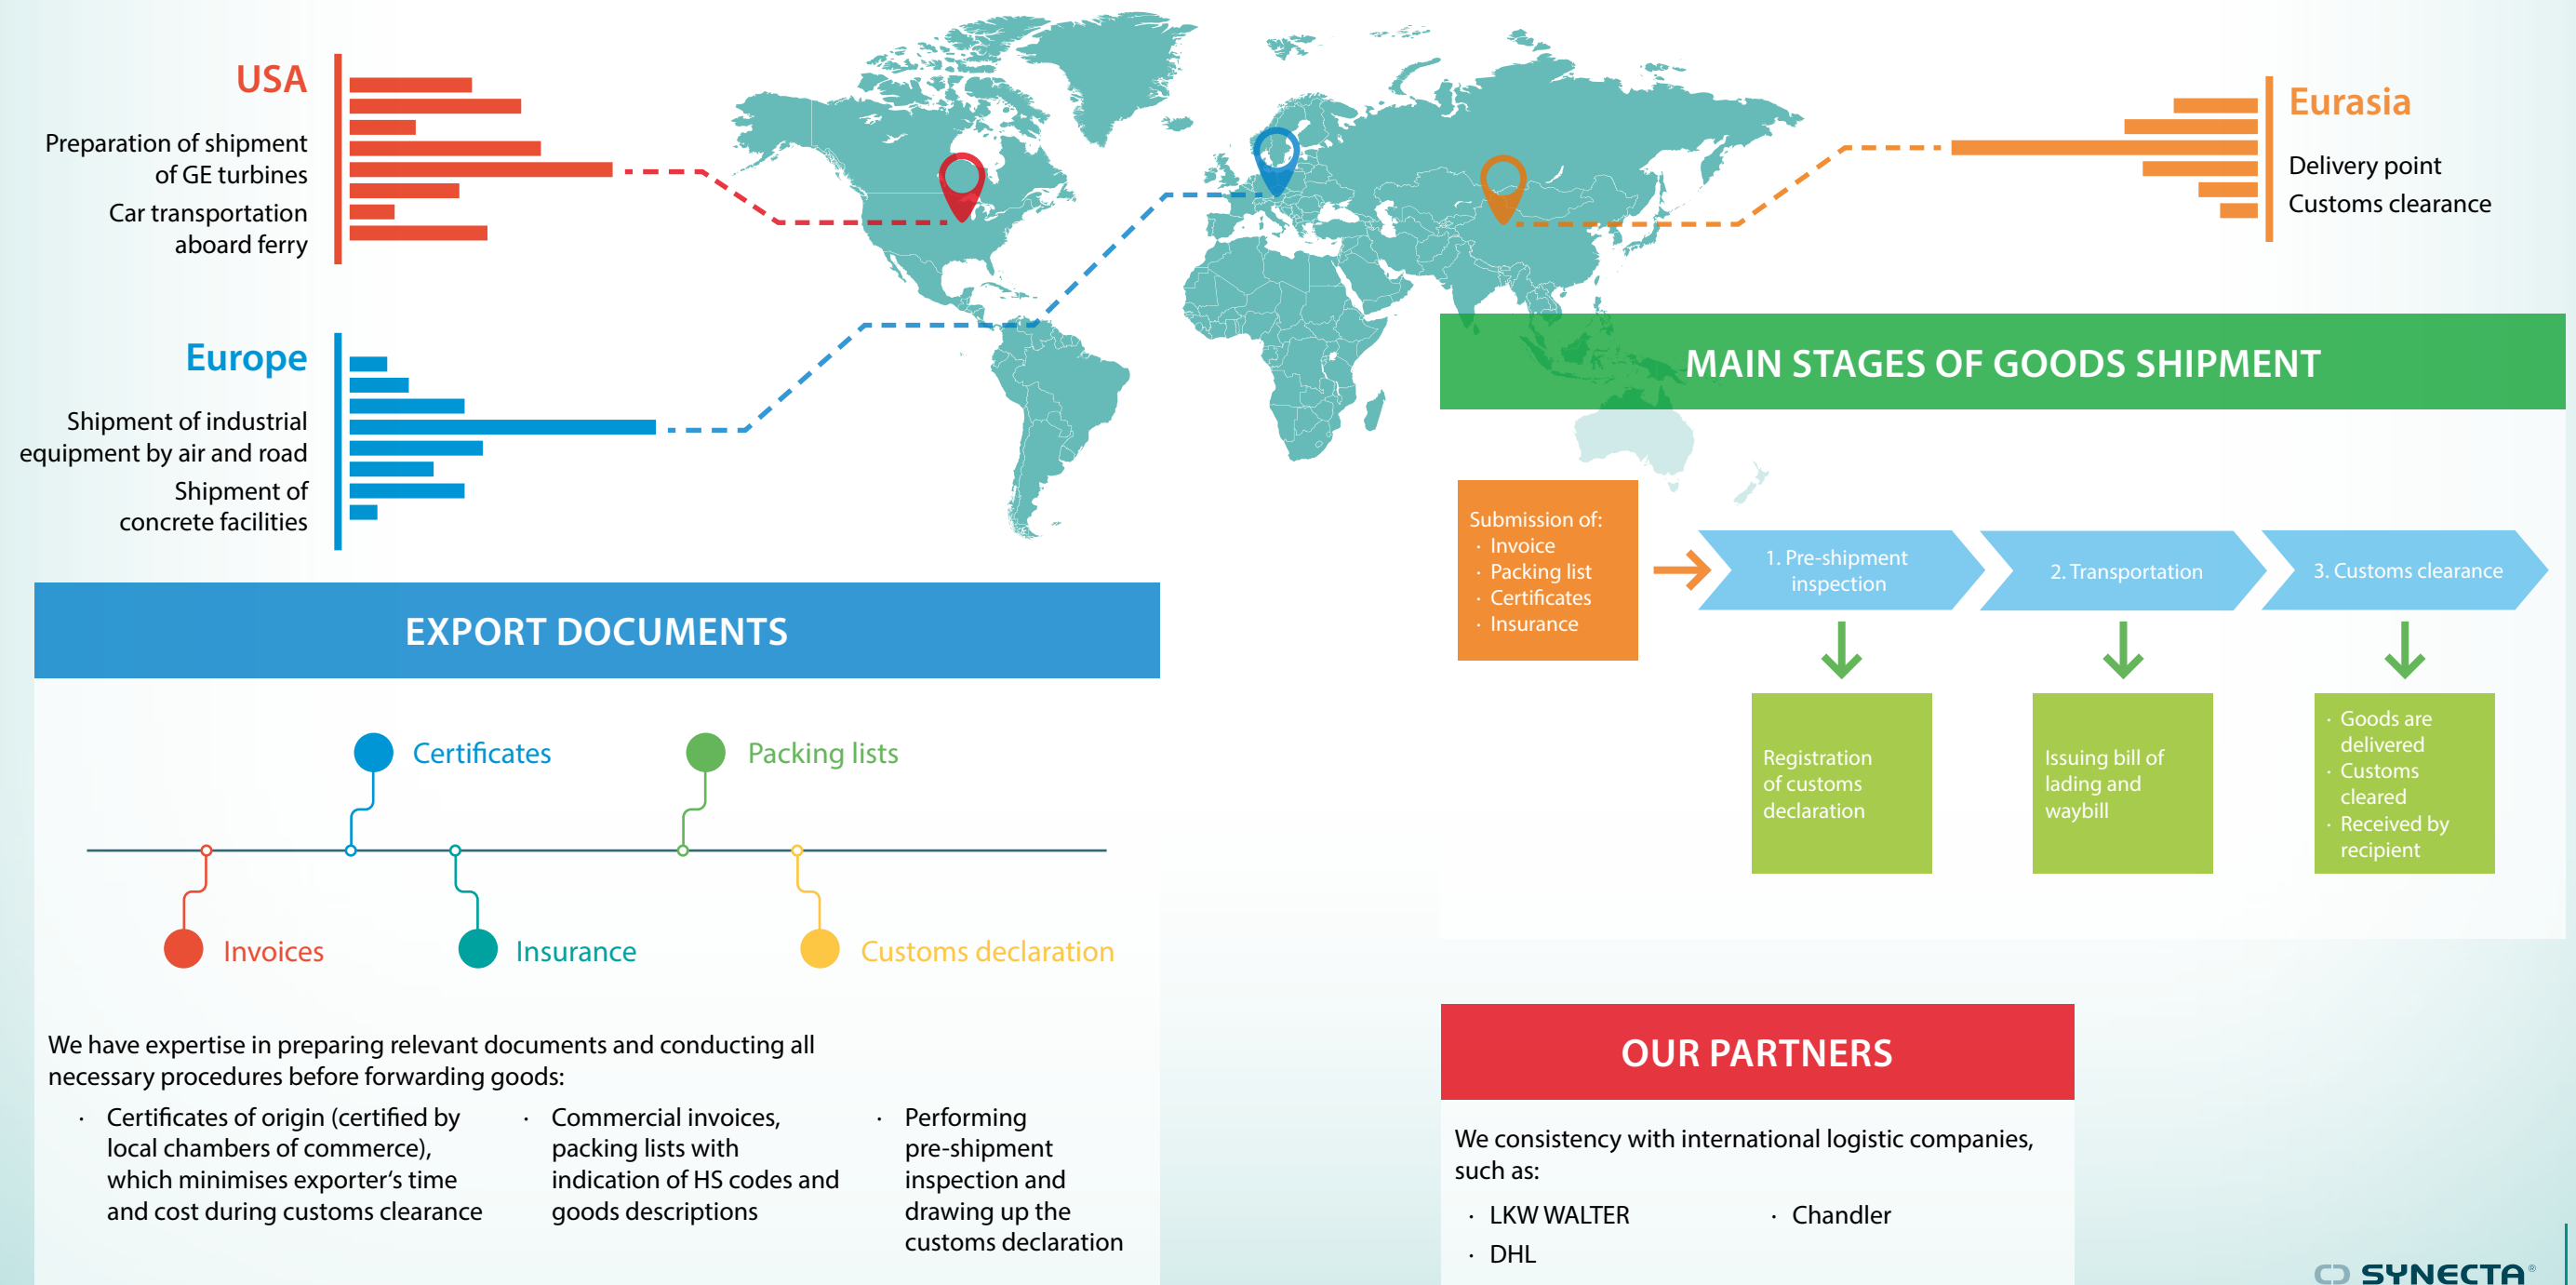 USA
Preparation of shipment
of GE turbines
Car transportation
aboard ferry
Europe
Shipment of industrial
equipment by air and road
Shipment of
concrete facilities
Eurasia
Delivery point
Customs clearance
MAIN STAGES OF GOODS SHIPMENT
Submission of:
· Invoice
· Packing list
· Certificates
· Insurance
1. Pre-shipment
inspection
2. Transportation
3. Customs clearance
Registration
of customs
declaration
Issuing bill of
lading and
waybill
· Goods are
delivered
· Customs
cleared
· Received by
recipient
EXPORT DOCUMENTS
Certificates
Packing lists
Invoices
Insurance
Customs declaration
We have expertise in preparing relevant documents and conducting all
necessary procedures before forwarding goods:
· Certificates of origin (certified by
local chambers of commerce),
which minimises exporter‘s time
and cost during customs clearance
· Commercial invoices,
packing lists with
indication of HS codes and
goods descriptions
· Performing
pre-shipment
inspection and
drawing up the
customs declaration
OUR PARTNERS
We consistency with international logistic companies,
such as:
· LKW WALTER
· DHL
· Chandler
SYNECTA®